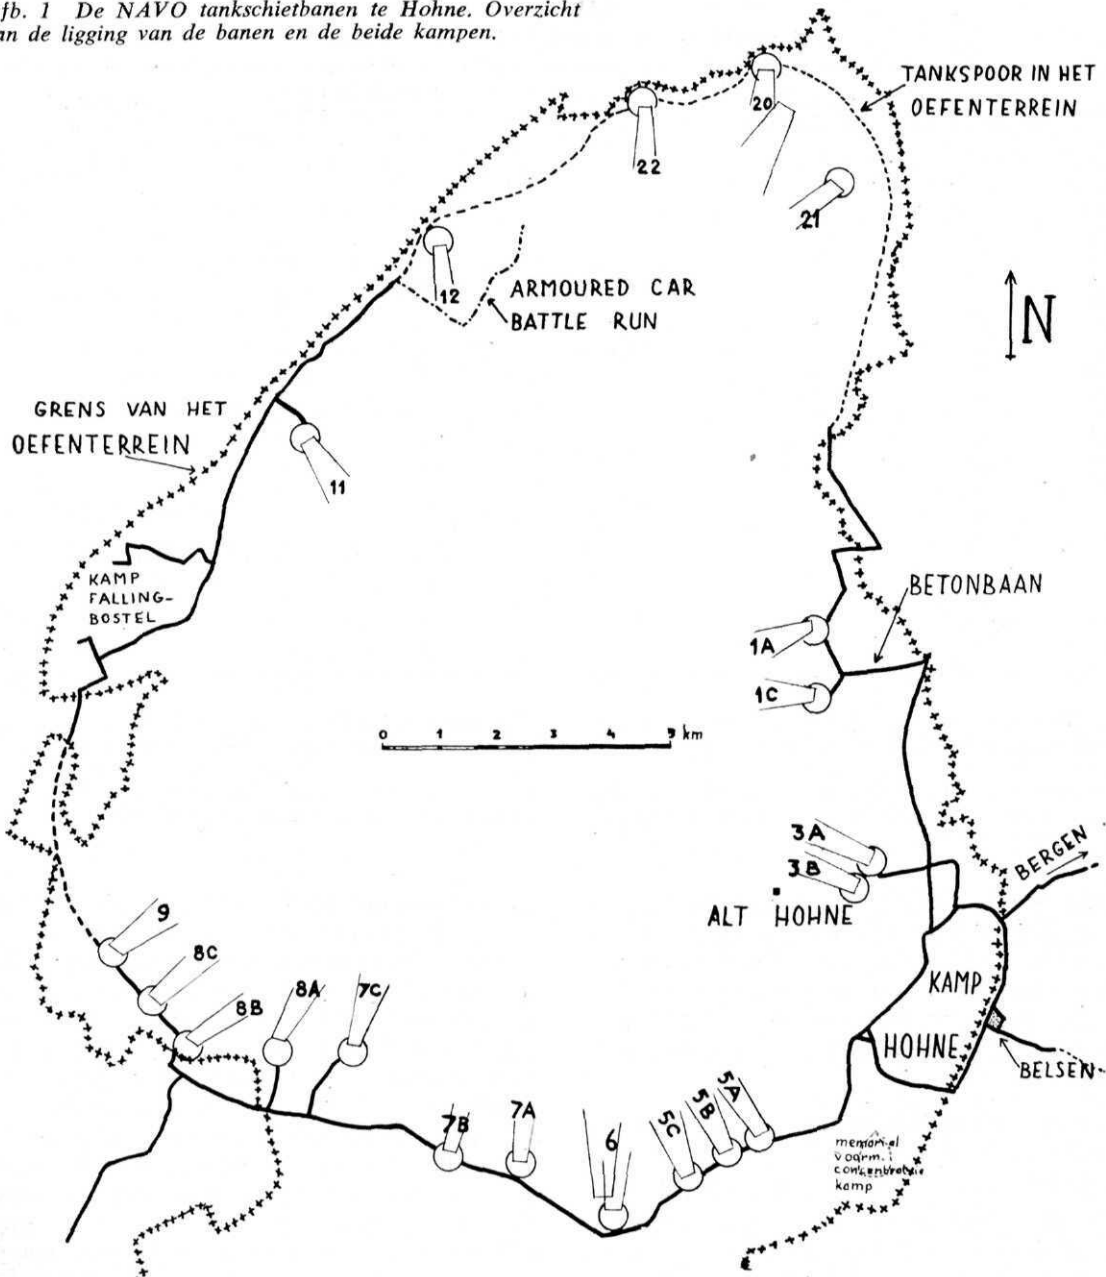 fb. 1 De NAVO tankschietbanen te Hohne. Overzicht
an de ligging van de banen en de beide kampen.
TANKSPOOR IN HET
OEFENTERREIN
20
22
21
12
ARMOURED CAR
BATTLE RUN
N
GRENS VAN HET
OEFENTERREIN
11
KAMP
FALLING-
BOSTEL
BETONBAAN
1A
1C
0 1 2 3 4 5 km
3A
3B
BERGEN
ALT HOHNE
9
8C
8B
8A
7C
KAMP
HOHNE
BELSEN
7B
7A
6
5C
5B
5A
memorial
voorm.
concentratie
kamp